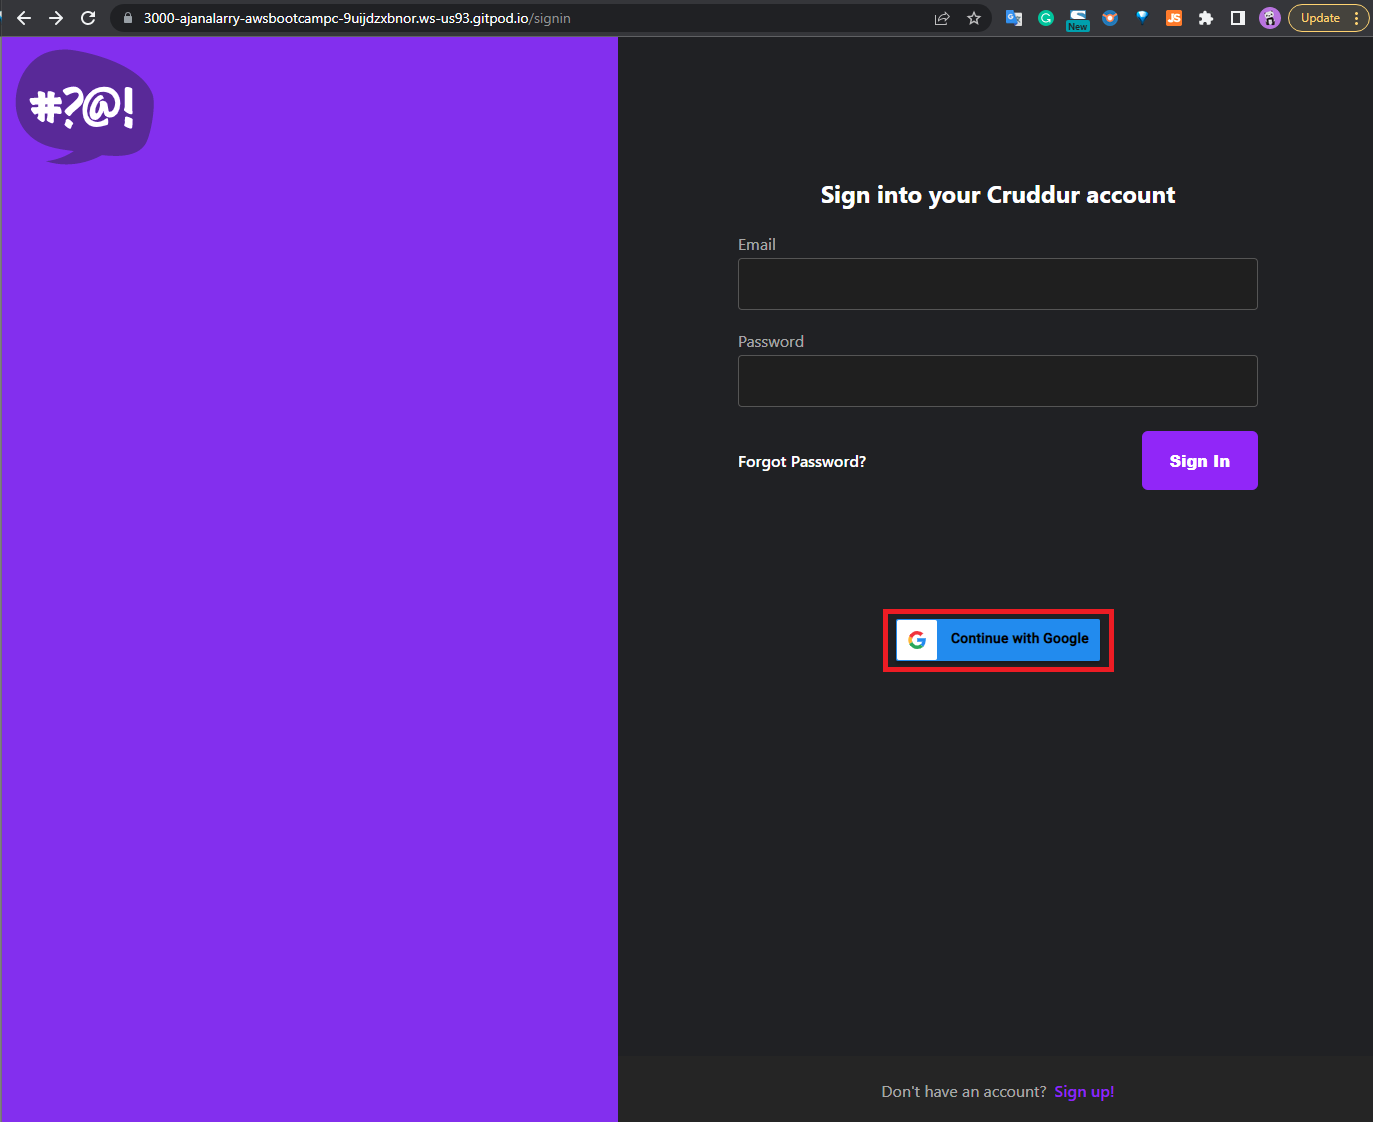 3000-ajanalarry-awsbootcampc-9uijdzxbnor.ws-us93.gitpod.io/signin
G
New
JS
Update
#?@!
Sign into your Cruddur account
Email
Password
Forgot Password?
Sign In
G Continue with Google
Don't have an account? Sign up!